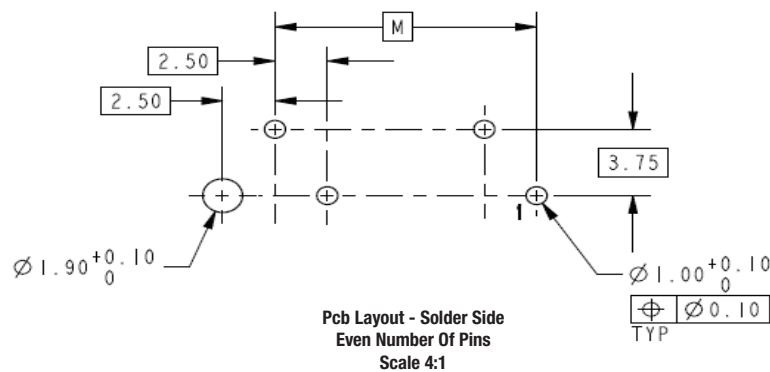 M
2.50
2.50
3.75
1
Ø1.90 +0.10
0
Ø1.00 +0.10
0
⌖ Ø0.10
TYP
Pcb Layout - Solder Side
Even Number Of Pins
Scale 4:1